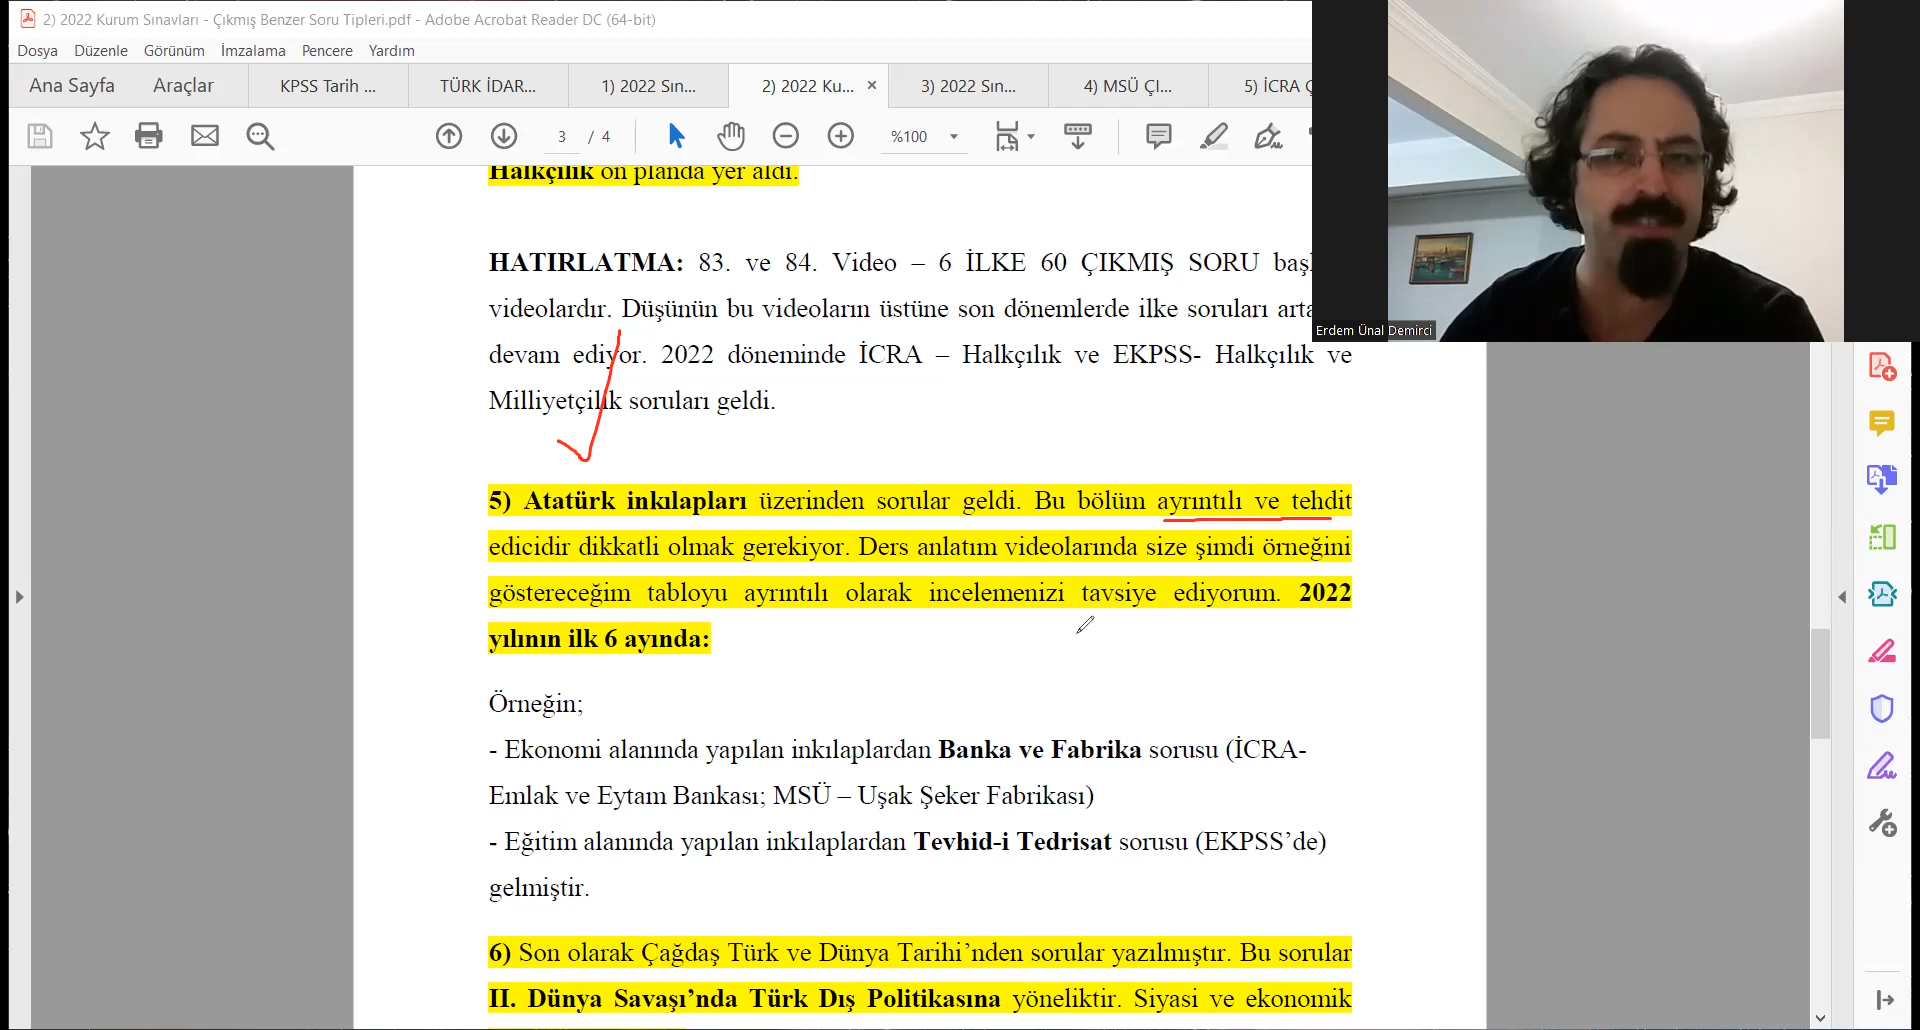 2) 2022 Kurum Sınavları - Çıkmış Benzer Soru Tipleri.pdf - Adobe Acrobat Reader DC (64-bit)
Dosya Düzenle Görünüm İmzalama Pencere Yardım
Ana Sayfa Araçlar KPSS Tarih ... TÜRK İDAR... 1) 2022 Sın... 2) 2022 Ku... × 3) 2022 Sın... 4) MSÜ ÇI... 5) İCRA Ç
3 / 4 %100
Halkçılık ön planda yer aldı.
HATIRLATMA: 83. ve 84. Video – 6 İLKE 60 ÇIKMIŞ SORU baş
videolardır. Düşünün bu videoların üstüne son dönemlerde ilke soruları arta
devam ediyor. 2022 döneminde İCRA – Halkçılık ve EKPSS- Halkçılık ve
Milliyetçilik soruları geldi.
Erdem Ünal Demirci
5) Atatürk inkılapları üzerinden sorular geldi. Bu bölüm ayrıntılı ve tehdit
edicidir dikkatli olmak gerekiyor. Ders anlatım videolarında size şimdi örneğini
göstereceğim tabloyu ayrıntılı olarak incelemenizi tavsiye ediyorum. 2022
yılının ilk 6 ayında:
Örneğin;
- Ekonomi alanında yapılan inkılaplardan Banka ve Fabrika sorusu (İCRA-
Emlak ve Eytam Bankası; MSÜ – Uşak Şeker Fabrikası)
- Eğitim alanında yapılan inkılaplardan Tevhid-i Tedrisat sorusu (EKPSS’de)
gelmiştir.
6) Son olarak Çağdaş Türk ve Dünya Tarihi’nden sorular yazılmıştır. Bu sorular
II. Dünya Savaşı’nda Türk Dış Politikasına yöneliktir. Siyasi ve ekonomik